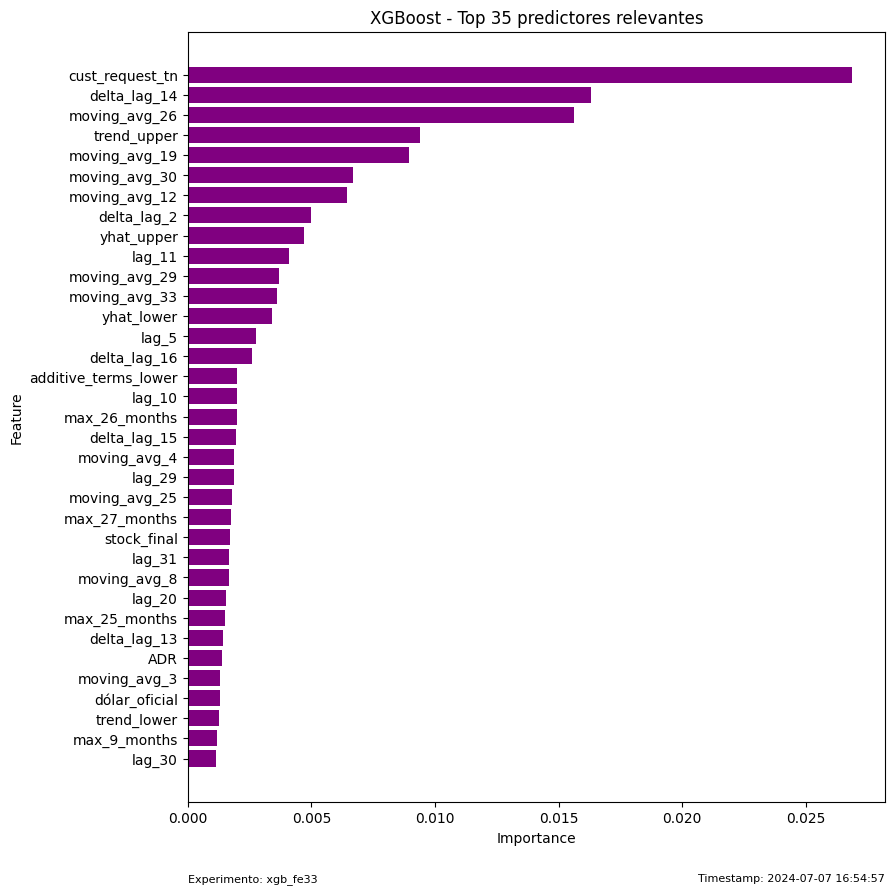 XGBoost - Top 35 predictores relevantes
cust_request_tn
delta_lag_14
moving_avg_26
trend_upper
moving_avg_19
moving_avg_30
moving_avg_12
delta_lag_2
yhat_upper
lag_11
moving_avg_29
moving_avg_33
yhat_lower
lag_5
delta_lag_16
additive_terms_lower
lag_10
max_26_months
delta_lag_15
moving_avg_4
lag_29
moving_avg_25
max_27_months
stock_final
lag_31
moving_avg_8
lag_20
max_25_months
delta_lag_13
ADR
moving_avg_3
dólar_oficial
trend_lower
max_9_months
lag_30
Feature
0.000 0.005 0.010 0.015 0.020 0.025
Importance
Experimento: xgb_fe33 Timestamp: 2024-07-07 16:54:57